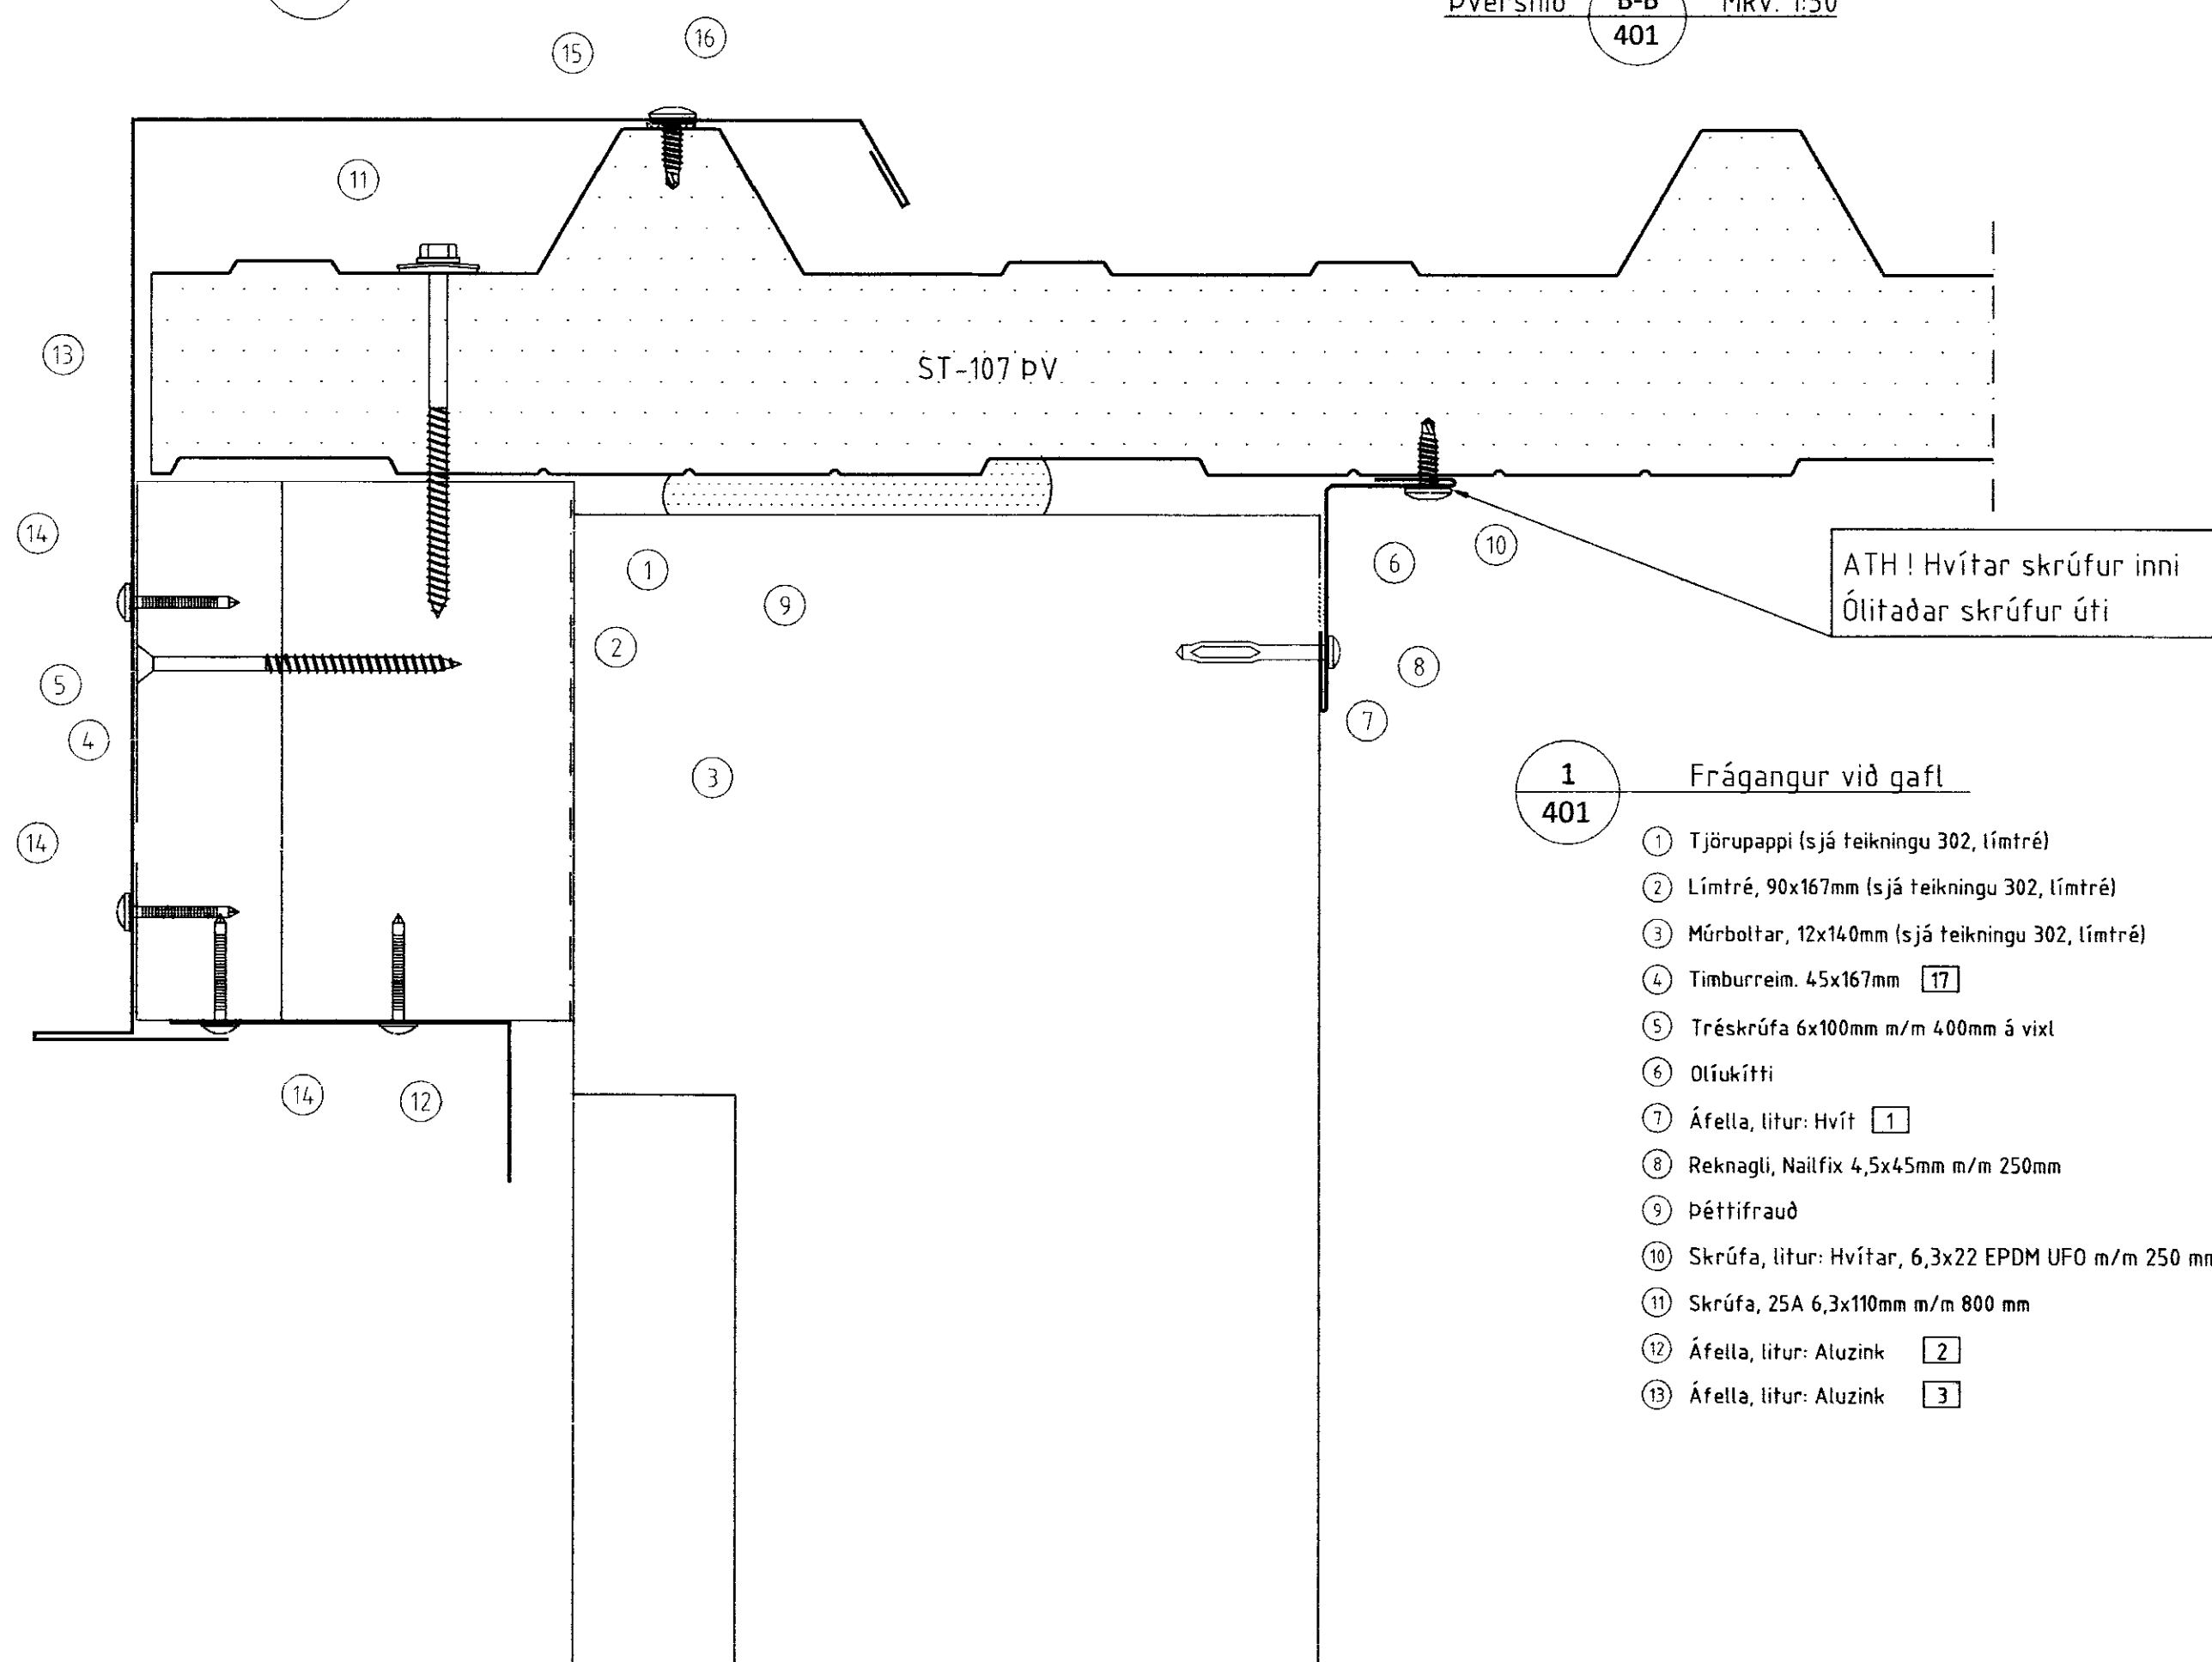 Þversnið B-B MKV. 1:50
401
15
16
11
13
ST-107 ÞV
14
1
9
6
10
ATH ! Hvítar skrúfur inni
Ólitaðar skrúfur úti
2
8
5
4
7
3
14
14
12
1
401
Frágangur við gafl
1 Tjörupappi (sjá teikningu 302, límtré)
2 Límtré, 90x167mm (sjá teikningu 302, límtré)
3 Múrboltar, 12x140mm (sjá teikningu 302, límtré)
4 Timburreim. 45x167mm 17
5 Tréskrúfa 6x100mm m/m 400mm á vixl
6 Olíukítti
7 Áfella, litur: Hvít 1
8 Reknagli, Nailfix 4,5x45mm m/m 250mm
9 Þéttifrauð
10 Skrúfa, litur: Hvítar, 6,3x22 EPDM UFO m/m 250 mm
11 Skrúfa, 25A 6,3x110mm m/m 800 mm
12 Áfella, litur: Aluzink 2
13 Áfella, litur: Aluzink 3